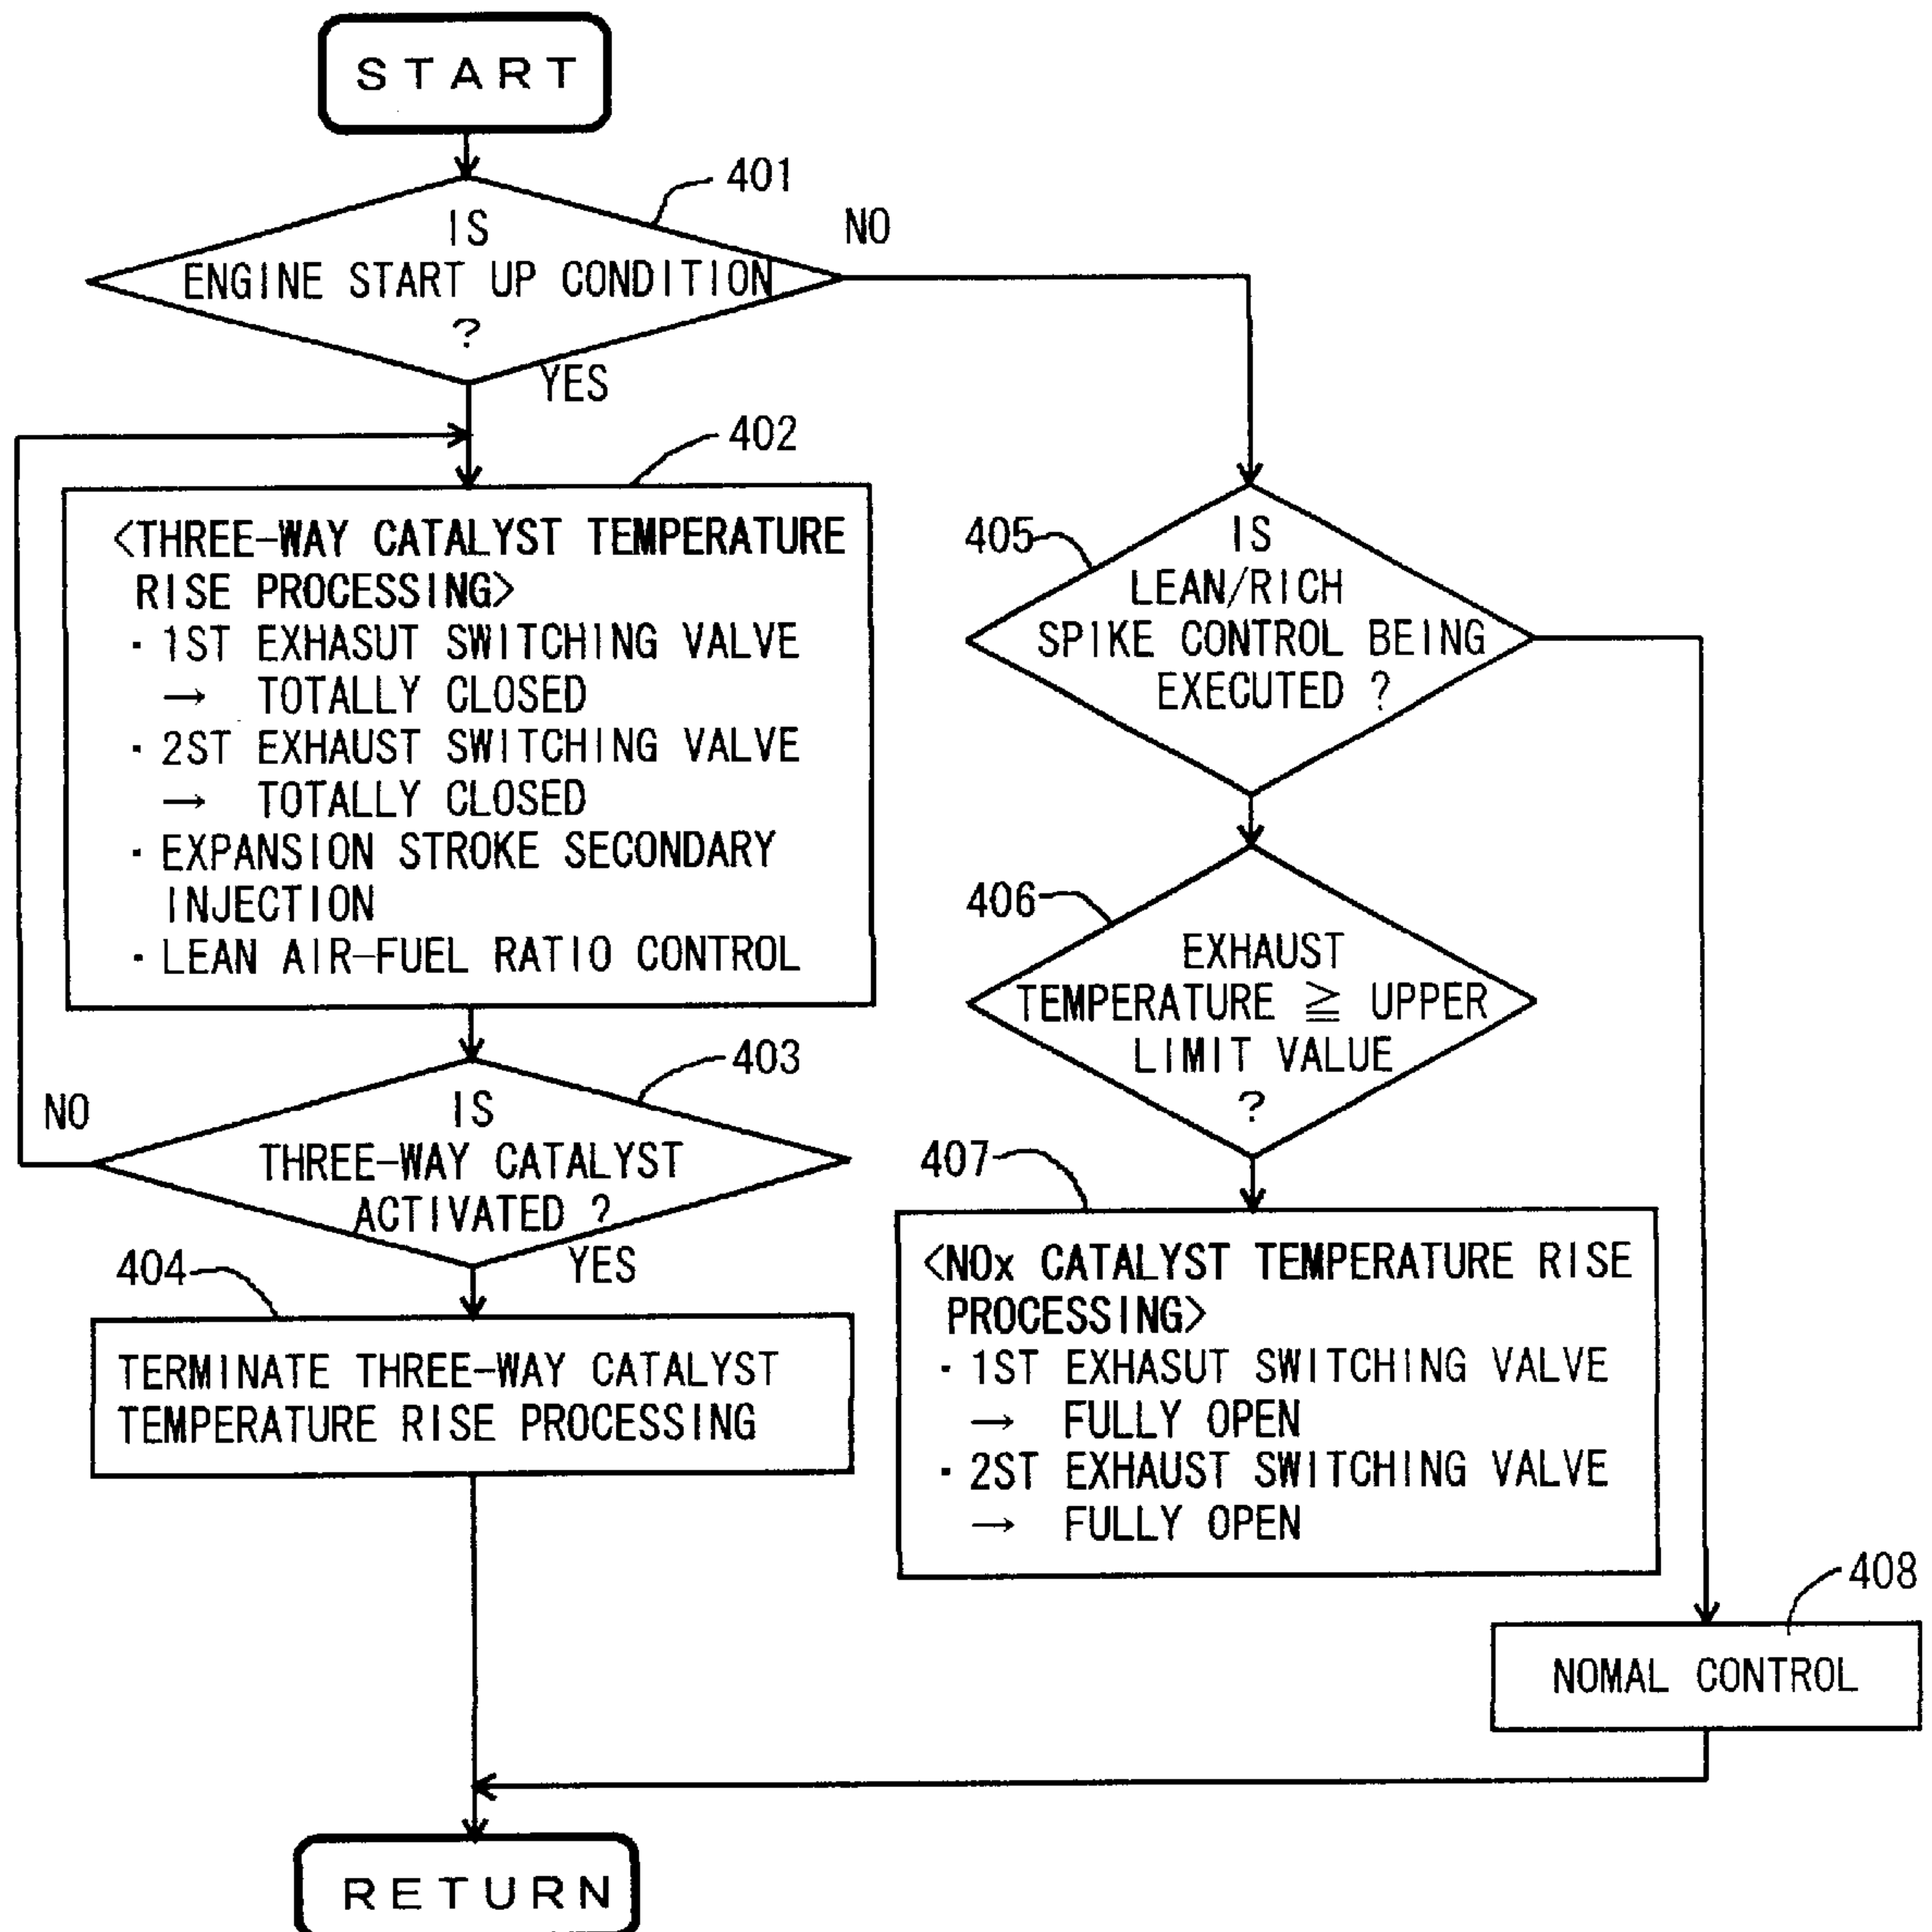 START
401
IS
ENGINE START UP CONDITION
?
NO
YES
402
<THREE-WAY CATALYST TEMPERATURE
RISE PROCESSING>
· 1ST EXHASUT SWITCHING VALVE
→ TOTALLY CLOSED
· 2ST EXHAUST SWITCHING VALVE
→ TOTALLY CLOSED
· EXPANSION STROKE SECONDARY
INJECTION
· LEAN AIR-FUEL RATIO CONTROL
403
IS
THREE-WAY CATALYST
ACTIVATED ?
NO
YES
404
TERMINATE THREE-WAY CATALYST
TEMPERATURE RISE PROCESSING
405
IS
LEAN/RICH
SPIKE CONTROL BEING
EXECUTED ?
406
EXHAUST
TEMPERATURE ≧ UPPER
LIMIT VALUE
?
407
<NOx CATALYST TEMPERATURE RISE
PROCESSING>
· 1ST EXHASUT SWITCHING VALVE
→ FULLY OPEN
· 2ST EXHAUST SWITCHING VALVE
→ FULLY OPEN
408
NOMAL CONTROL
RETURN